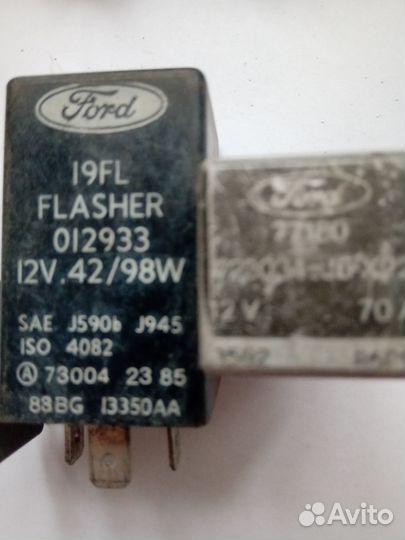 Ford
19FL
FLASHER
012933
12V.42/98W
SAE J590b J945
ISO 4082
Ⓐ 73004 23 85
88BG 13350AA
Ford
12 V 70
Avito